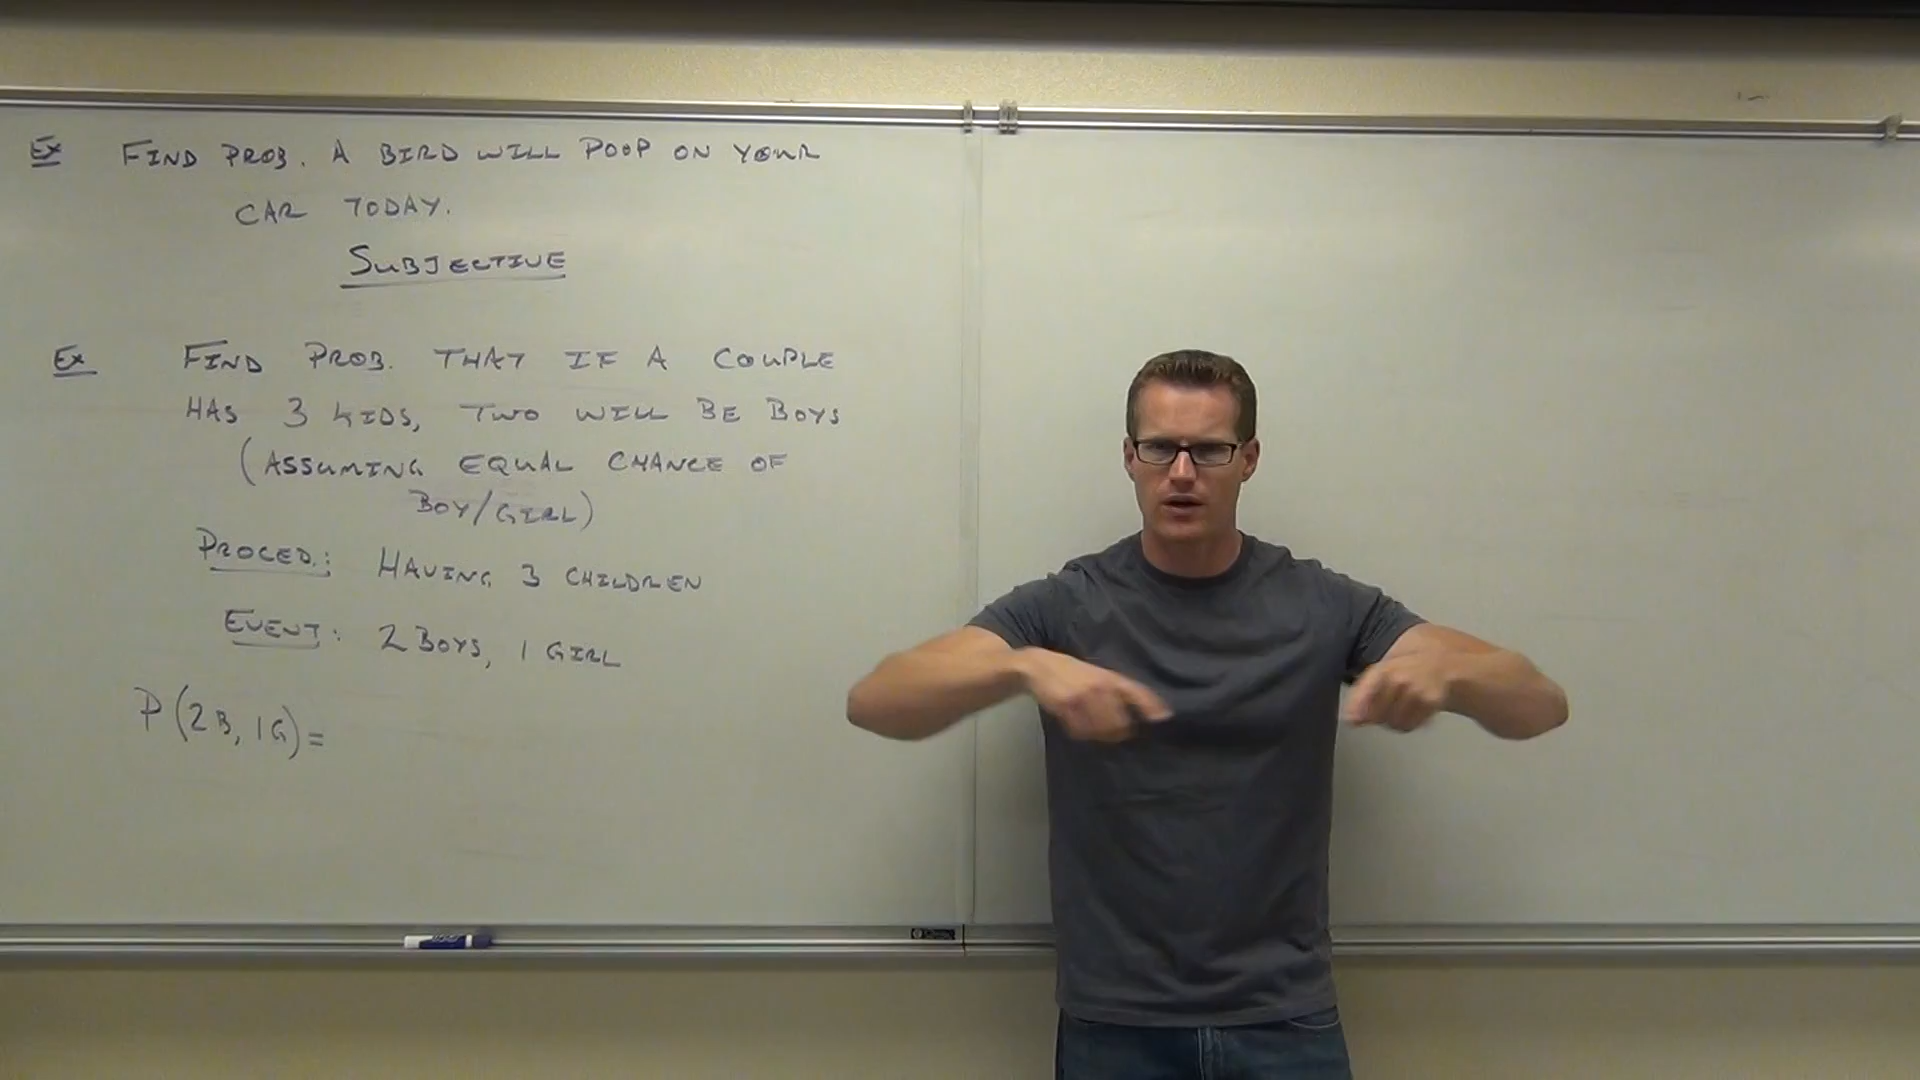 Ex FIND PROB. A BIRD WILL POOP ON YOUR
CAR TODAY.
SUBJECTIVE
Ex FIND PROB. THAT IF A COUPLE
HAS 3 KIDS, TWO WILL BE BOYS
(ASSUMING EQUAL CHANCE OF
BOY/GIRL)
PROCED.: HAVING 3 CHILDREN
EVENT: 2 BOYS, 1 GIRL
P(2B, 1G)=